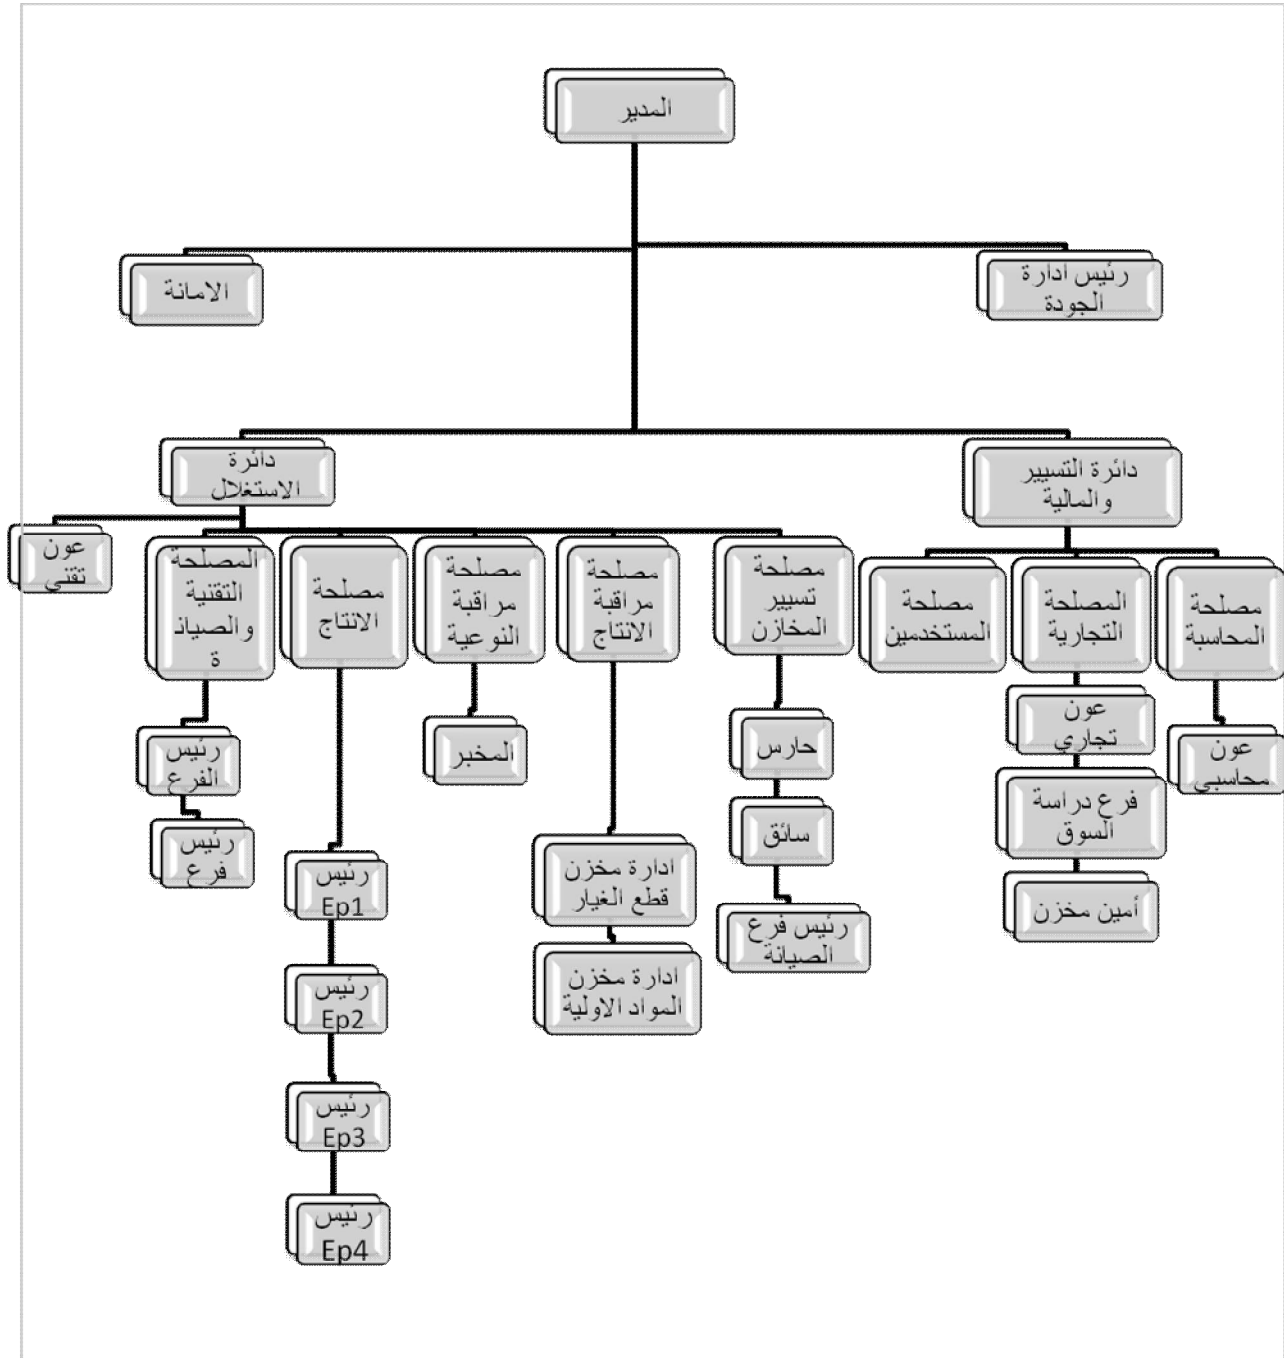 المدير
رئيس ادارة
الجودة
الامانة
دائرة التسيير
والمالية
دائرة
الاستغلال
مصلحة
المحاسبة
المصلحة
التجارية
مصلحة
المستخدمين
مصلحة
تسيير
المخازن
مصلحة
مراقبة
الانتاج
مصلحة
مراقبة
النوعية
مصلحة
الانتاج
المصلحة
التقنية
والصيان
ة
عون
تقني
عون
محاسبي
عون
تجاري
فرع دراسة
السوق
أمين مخزن
حارس
سائق
رئيس فرع
الصيانة
ادارة مخزن
قطع الغيار
ادارة مخزن
المواد الاولية
المخبر
رئيس
Ep1
رئيس
Ep2
رئيس
Ep3
رئيس
Ep4
رئيس
الفرع
رئيس
فرع